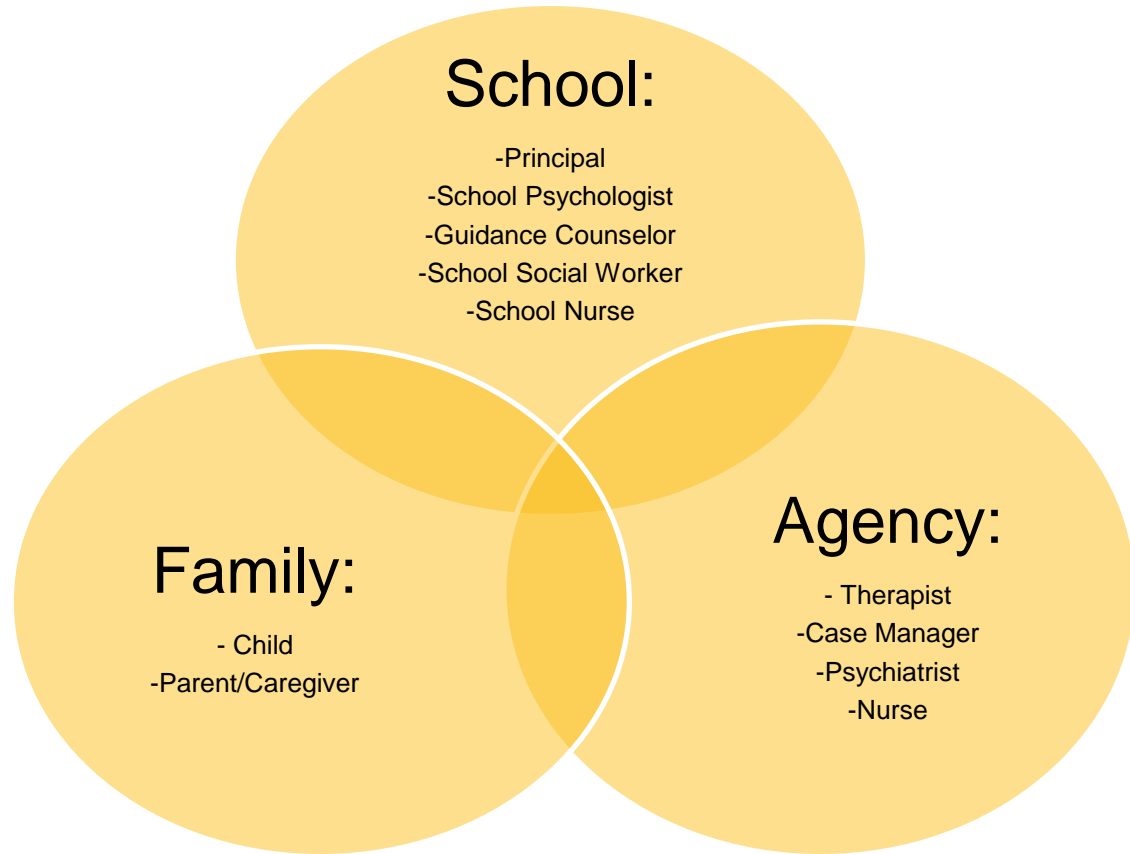 School:
-Principal
-School Psychologist
-Guidance Counselor
-School Social Worker
-School Nurse
Family:
- Child
-Parent/Caregiver
Agency:
- Therapist
-Case Manager
-Psychiatrist
-Nurse